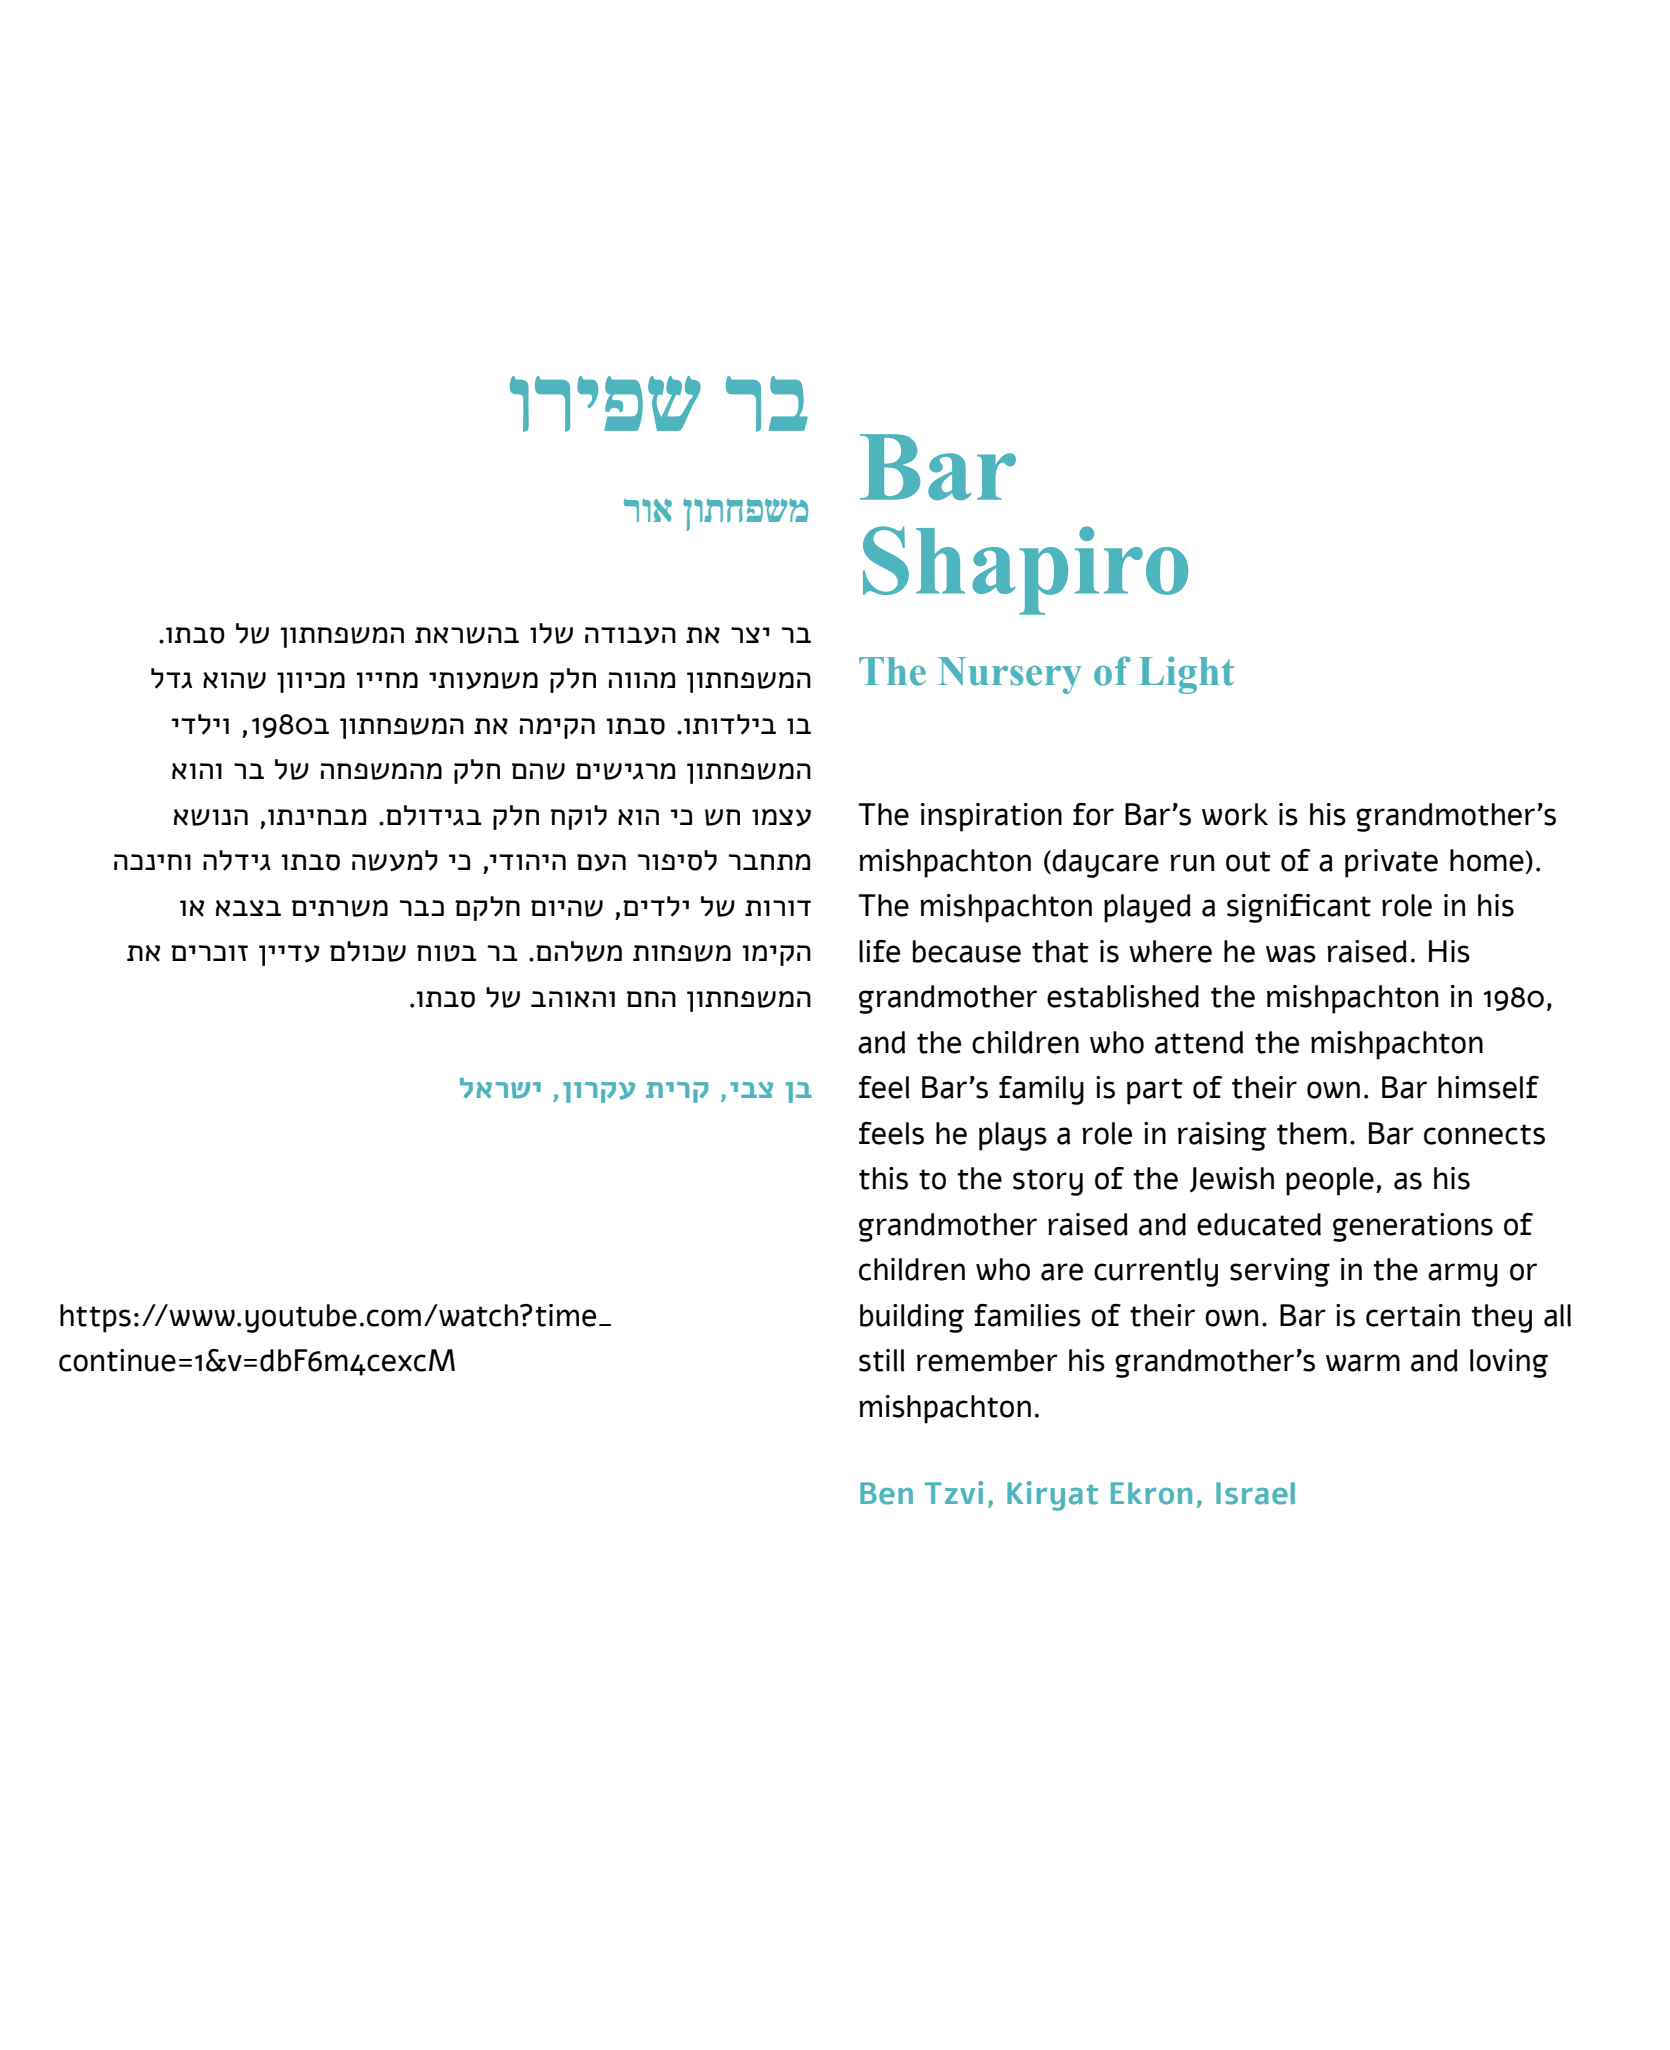 בר שפירו
משפחתון אור
בר יצר את העבודה שלו בהשראת המשפחתון של סבתו.
המשפחתון מהווה חלק משמעותי מחייו מכיוון שהוא גדל
בו בילדותו. סבתו הקימה את המשפחתון ב1980, וילדי
המשפחתון מרגישים שהם חלק מהמשפחה של בר והוא
עצמו חש כי הוא לוקח חלק בגידולם. מבחינתו, הנושא
מתחבר לסיפור העם היהודי, כי למעשה סבתו גידלה וחינכה
דורות של ילדים, שהיום חלקם כבר משרתים בצבא או
הקימו משפחות משלהם. בר בטוח שכולם עדיין זוכרים את
המשפחתון החם והאוהב של סבתו.
בן צבי, קרית עקרון, ישראל
https://www.youtube.com/watch?time_
continue=1&v=dbF6m4cexcM
Bar
Shapiro
The Nursery of Light
The inspiration for Bar's work is his grandmother's
mishpachton (daycare run out of a private home).
The mishpachton played a significant role in his
life because that is where he was raised. His
grandmother established the mishpachton in 1980,
and the children who attend the mishpachton
feel Bar's family is part of their own. Bar himself
feels he plays a role in raising them. Bar connects
this to the story of the Jewish people, as his
grandmother raised and educated generations of
children who are currently serving in the army or
building families of their own. Bar is certain they all
still remember his grandmother's warm and loving
mishpachton.
Ben Tzvi, Kiryat Ekron, Israel